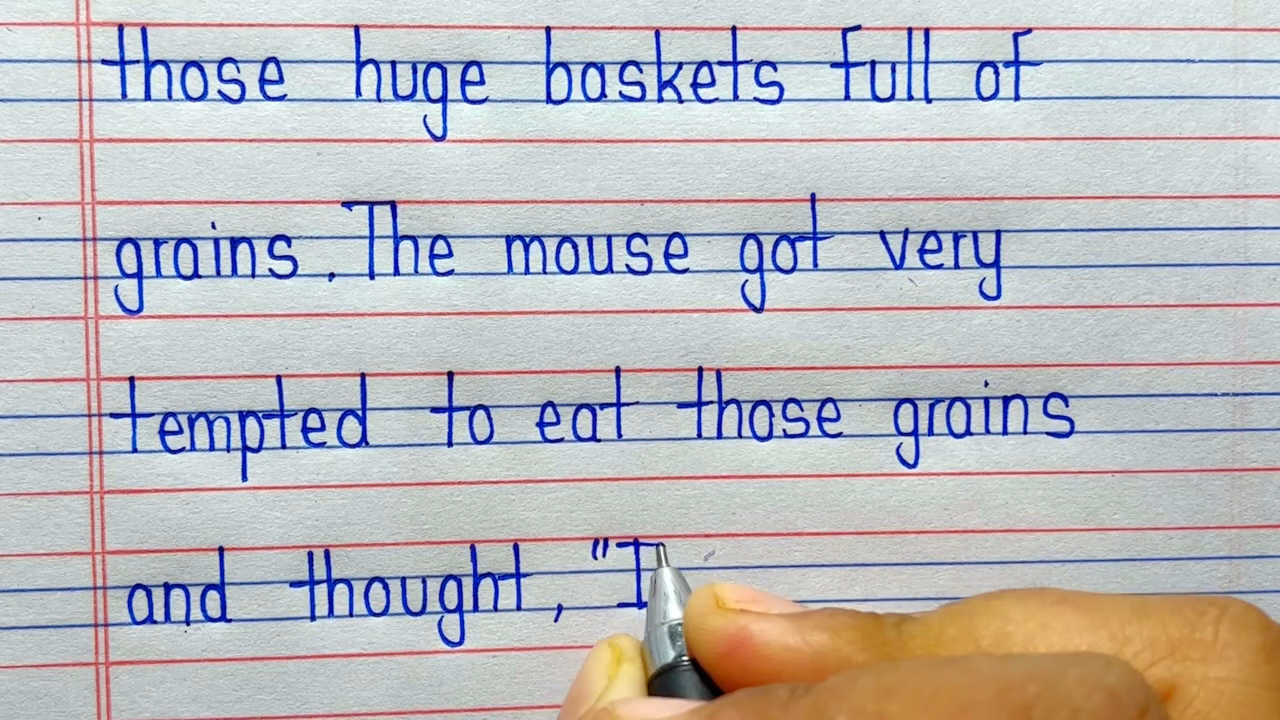 those huge baskets full of
grains. The mouse got very
tempted to eat those grains
and thought, "I